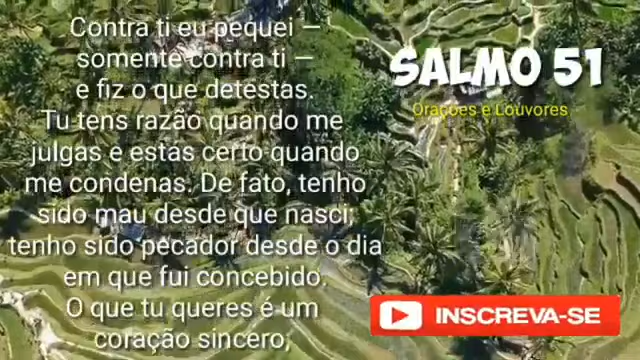 Contra ti eu pequei —
somente contra ti —
e fiz o que detestas.
Tu tens razão quando me
julgas e estás certo quando
me condenas. De fato, tenho
sido mau desde que nasci;
tenho sido pecador desde o dia
em que fui concebido.
O que tu queres é um
coração sincero,
SALMO 51
Orações e Louvores
INSCREVA-SE